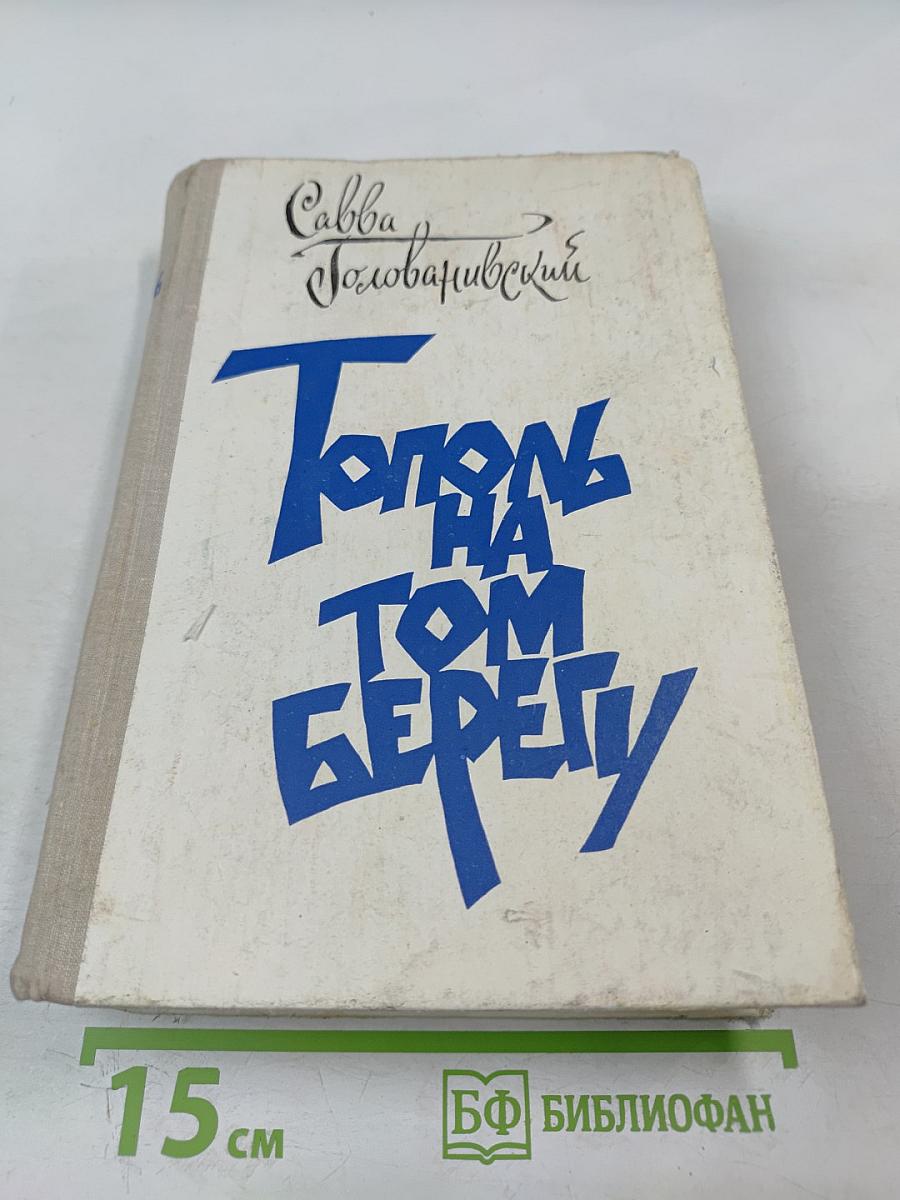 Савва
Голованивский
Тополь
на
том
берегу
15 см
БФ БИБЛИОФАН